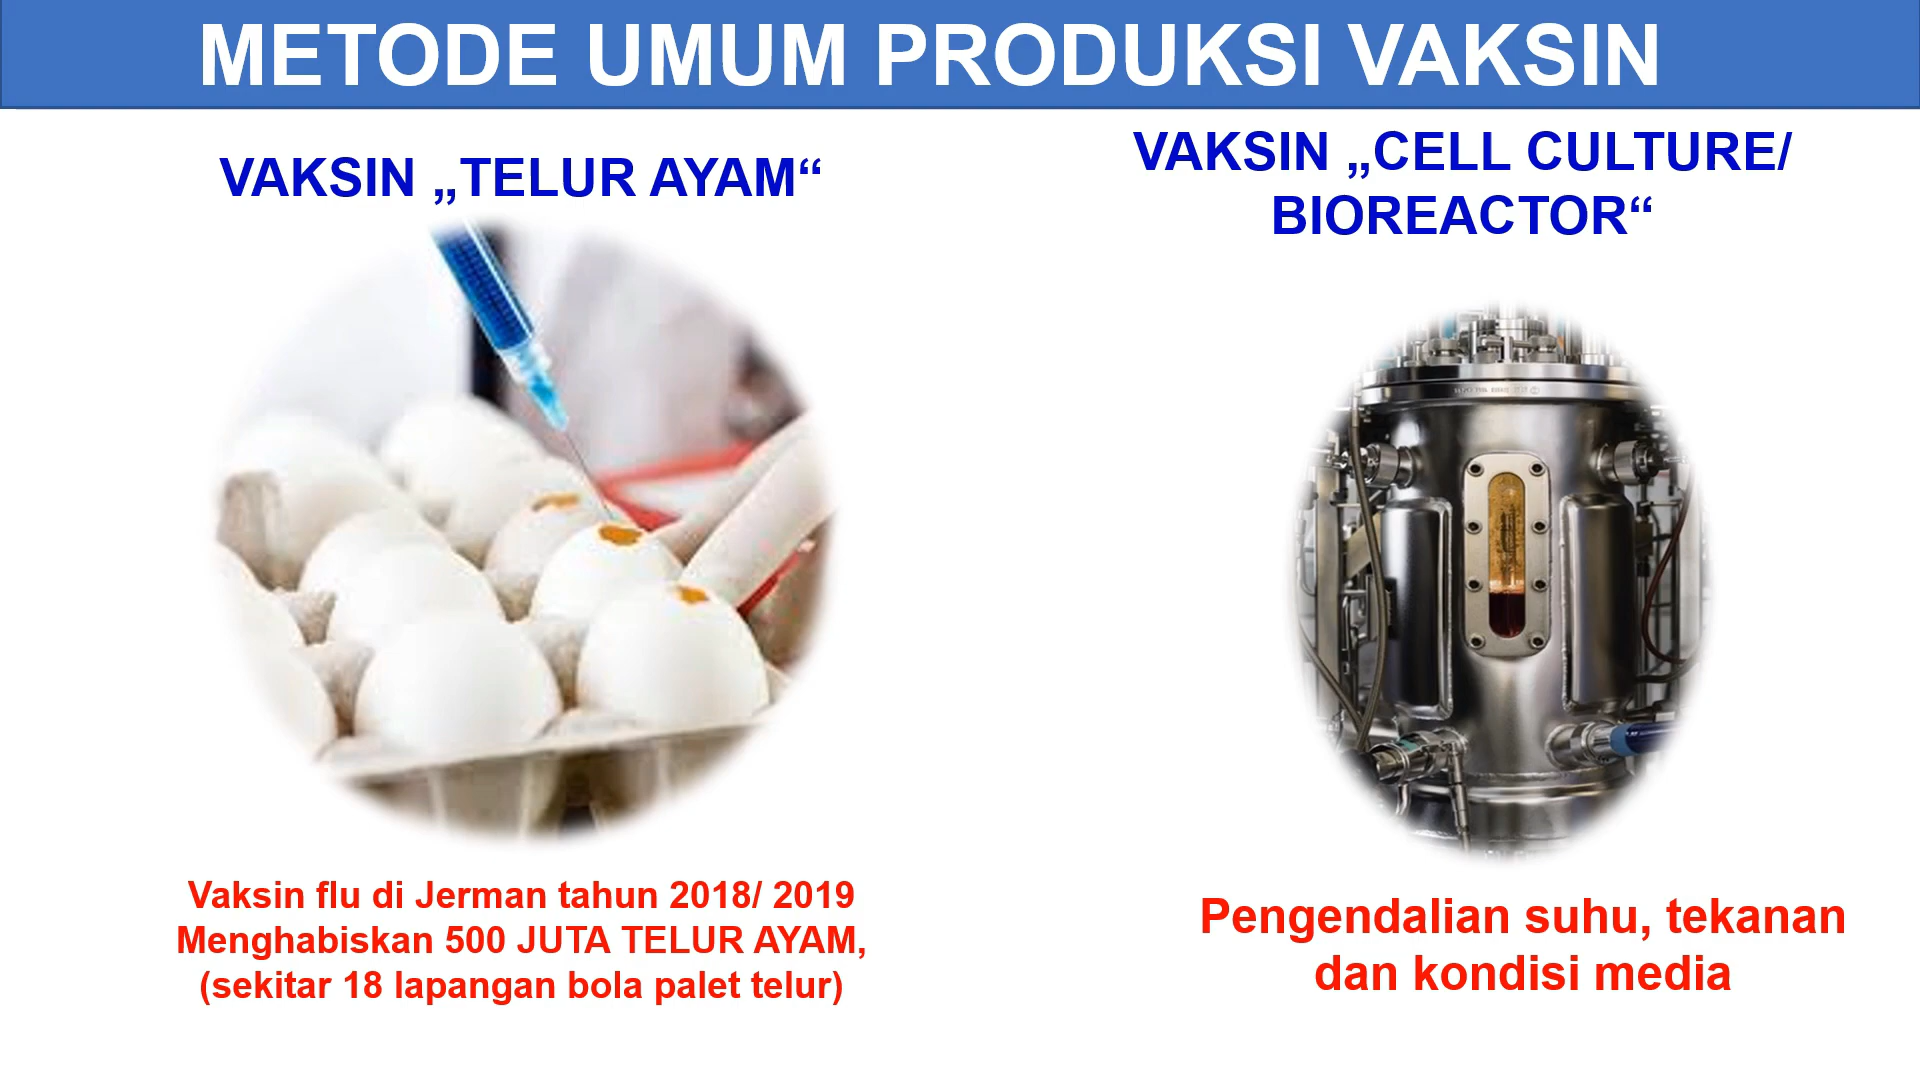 METODE UMUM PRODUKSI VAKSIN
VAKSIN „TELUR AYAM“
VAKSIN „CELL CULTURE/
BIOREACTOR“
Vaksin flu di Jerman tahun 2018/ 2019
Menghabiskan 500 JUTA TELUR AYAM,
(sekitar 18 lapangan bola palet telur)
Pengendalian suhu, tekanan
dan kondisi media